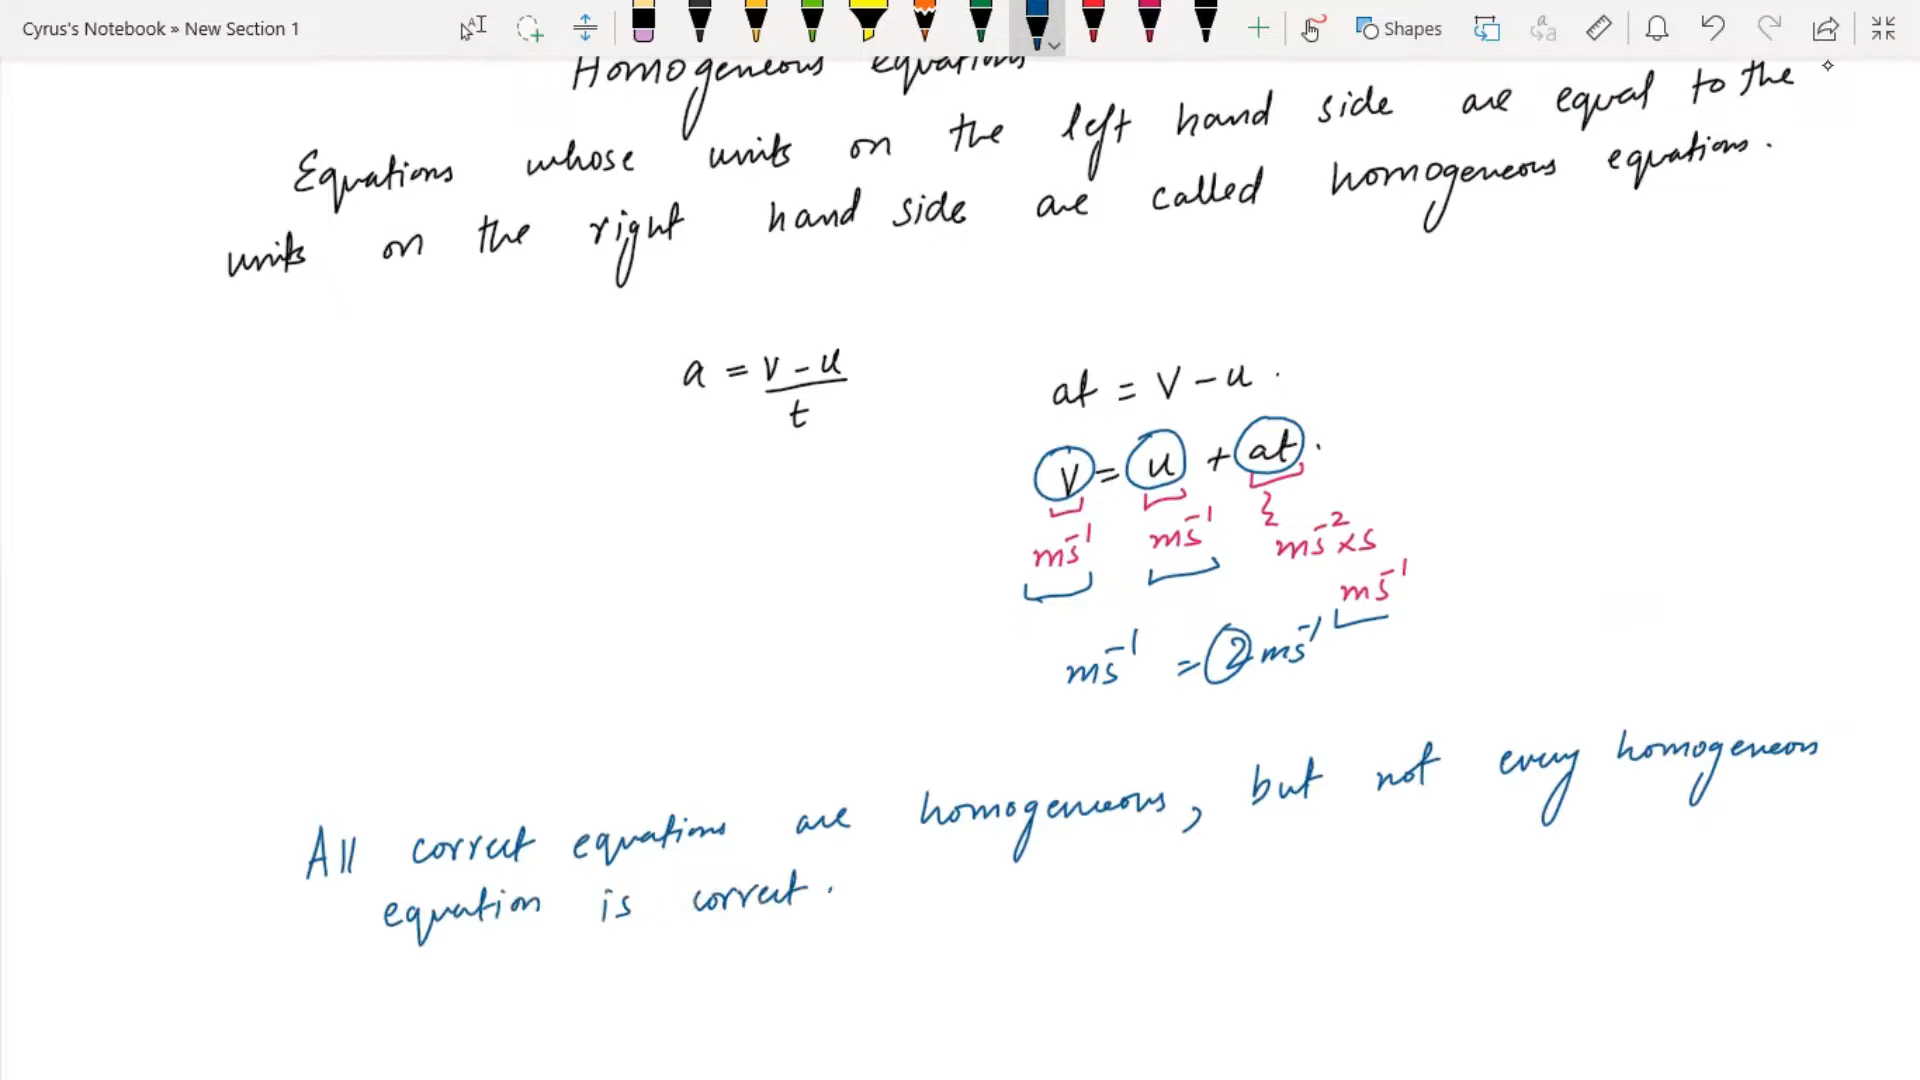 Cyrus's Notebook » New Section 1
Shapes
Homogeneous equations
Equations whose units on the left hand side are equal to the
units on the right hand side are called homogeneous equations.
a = v - u / t
at = v - u .
v = u + at .
ms⁻¹ ms⁻¹ ms⁻² × s
ms⁻¹
ms⁻¹ = 2 ms⁻¹
All correct equations are homogeneous, but not every homogeneous
equation is correct.